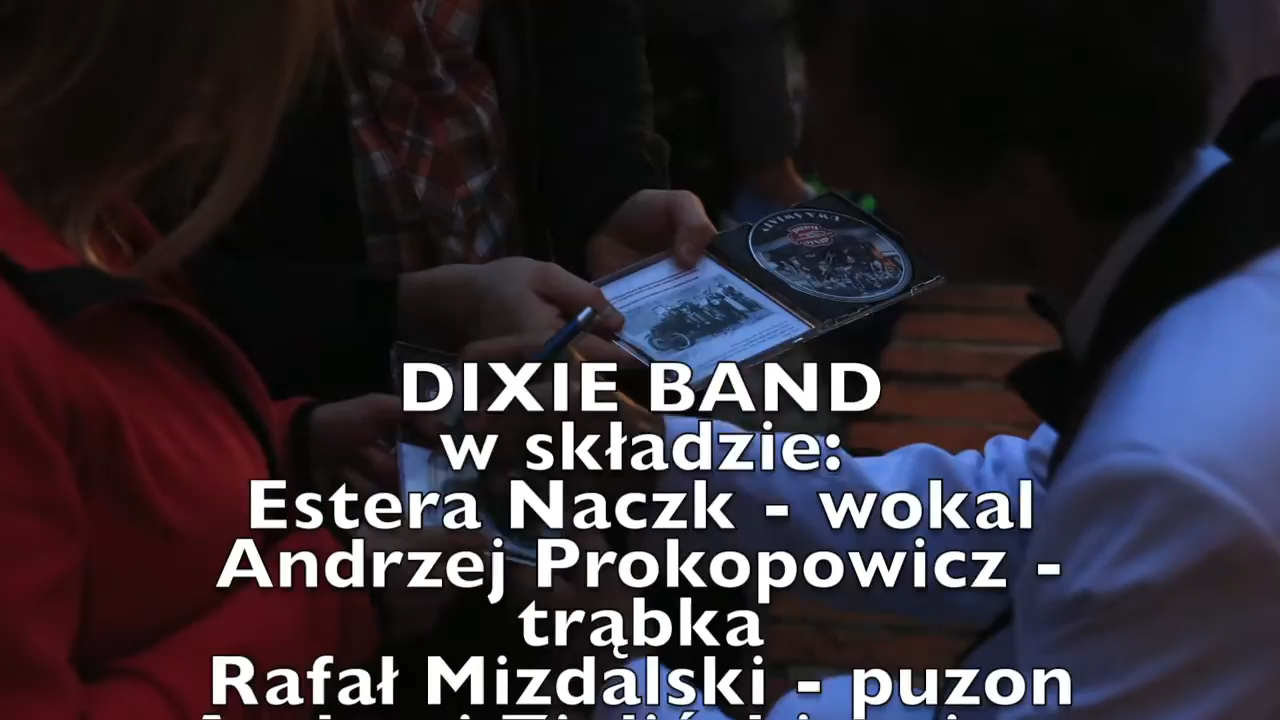 DIXIE BAND
w składzie:
Estera Naczk - wokal
Andrzej Prokopowicz -
trąbka
Rafał Mizdalski - puzon